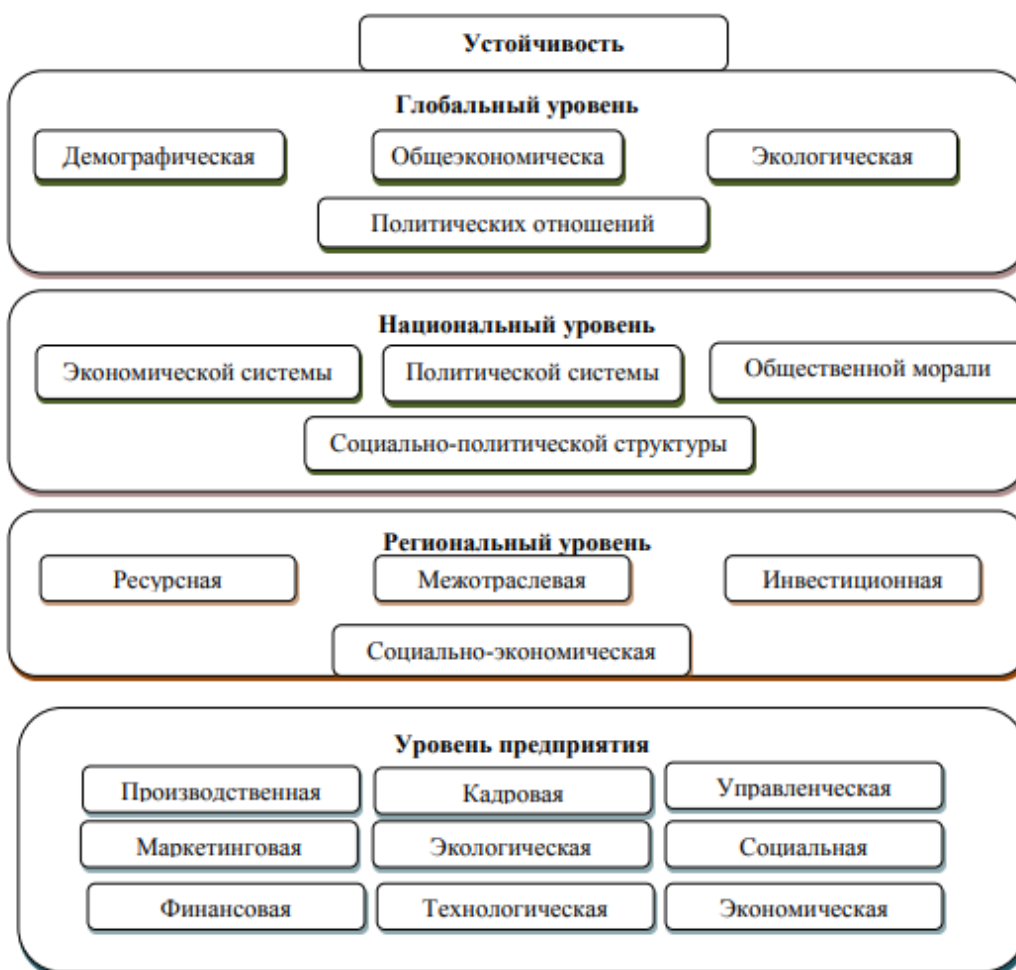 Устойчивость
Глобальный уровень
Демографическая
Общеэкономическа
Экологическая
Политических отношений
Национальный уровень
Экономической системы
Политической системы
Общественной морали
Социально-политической структуры
Региональный уровень
Ресурсная
Межотраслевая
Инвестиционная
Социально-экономическая
Уровень предприятия
Производственная
Кадровая
Управленческая
Маркетинговая
Экологическая
Социальная
Финансовая
Технологическая
Экономическая